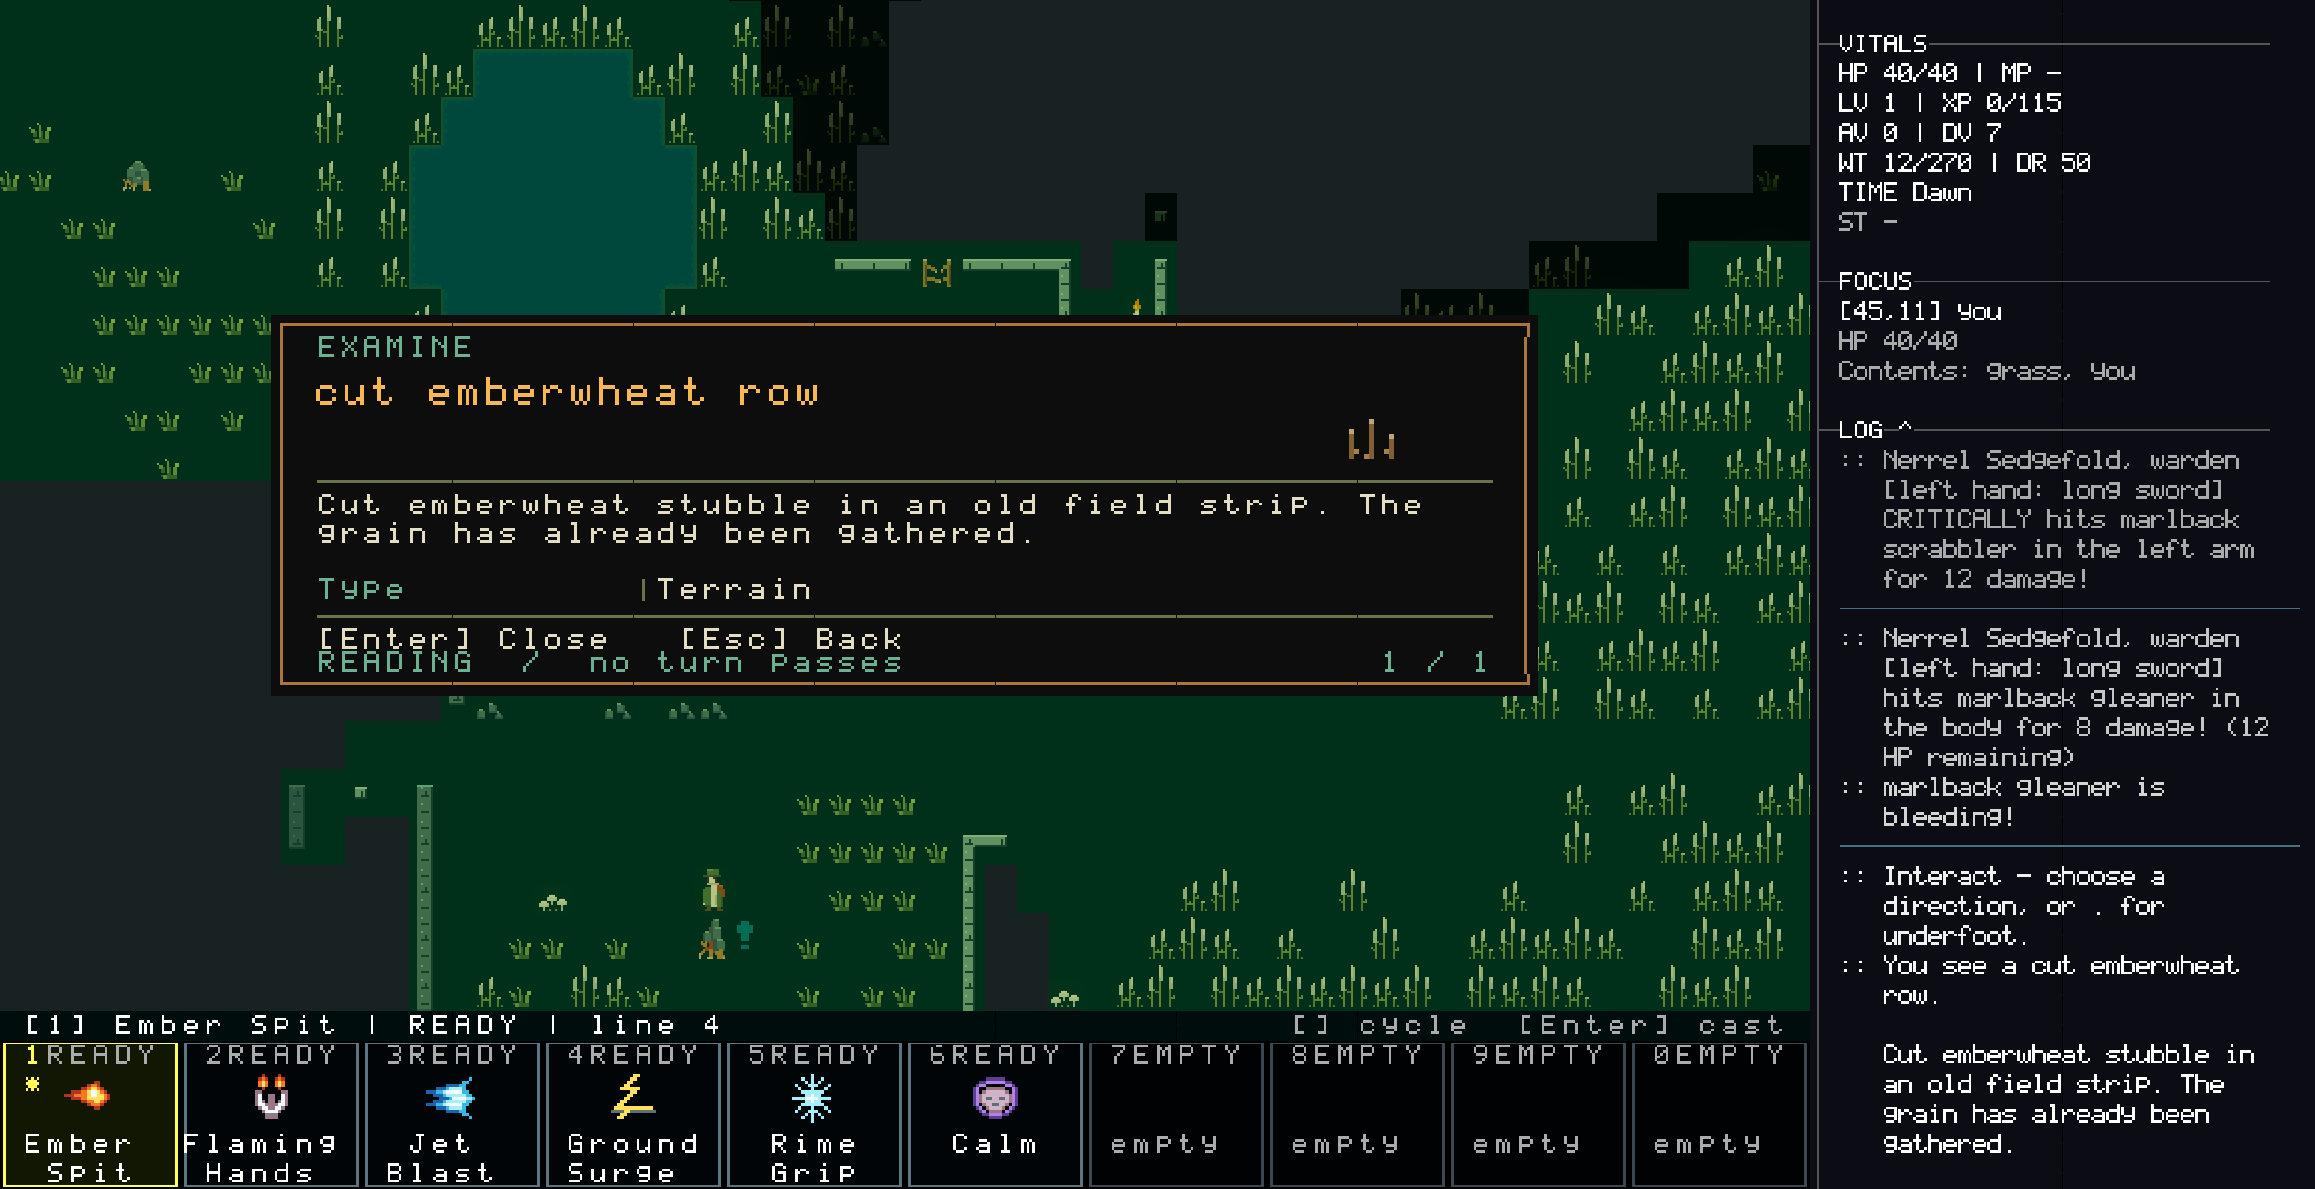 EXAMINE
cut emberwheat row
Cut emberwheat stubble in an old field strip. The
grain has already been gathered.
Type | Terrain
[Enter] Close [Esc] Back
READING / no turn passes 1 / 1
[1] Ember Spit | READY | line 4 [] cycle [Enter] cast
1READY 2READY 3READY 4READY 5READY 6READY 7EMPTY 8EMPTY 9EMPTY 0EMPTY
Ember Spit
Flaming Hands
Jet Blast
Ground Surge
Rime Grip
Calm
empty
empty
empty
empty
VITALS
HP 40/40 | MP -
LV 1 | XP 0/115
AV 0 | DV 7
WT 12/270 | DR 50
TIME Dawn
ST -
FOCUS
[45,11] you
HP 40/40
Contents: grass, you
LOG ^
:: Nerrel Sedgefold, warden
[left hand: long sword]
CRITICALLY hits marlback
scrabbler in the left arm
for 12 damage!
:: Nerrel Sedgefold, warden
[left hand: long sword]
hits marlback gleaner in
the body for 8 damage! (12
HP remaining)
:: marlback gleaner is
bleeding!
:: Interact - choose a
direction, or . for
underfoot.
:: You see a cut emberwheat
row.
Cut emberwheat stubble in
an old field strip. The
grain has already been
gathered.